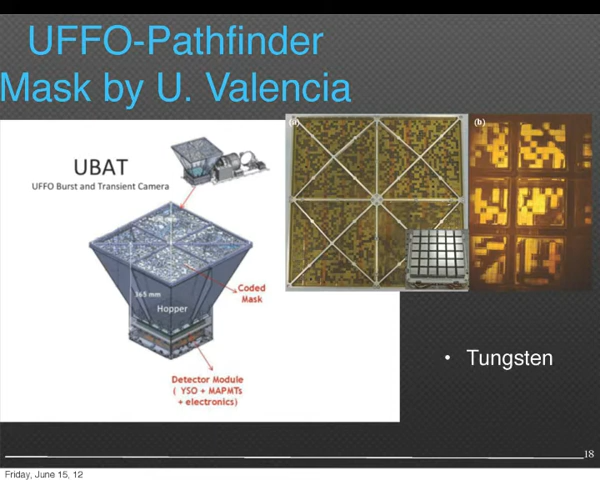 UFFO-Pathfinder
Mask by U. Valencia
UBAT
UFFO Burst and Transient Camera
365 mm
Coded
Mask
Hopper
Detector Module
( YSO + MAPMTs
+ electronics)
(a)
(b)
• Tungsten
18
Friday, June 15, 12